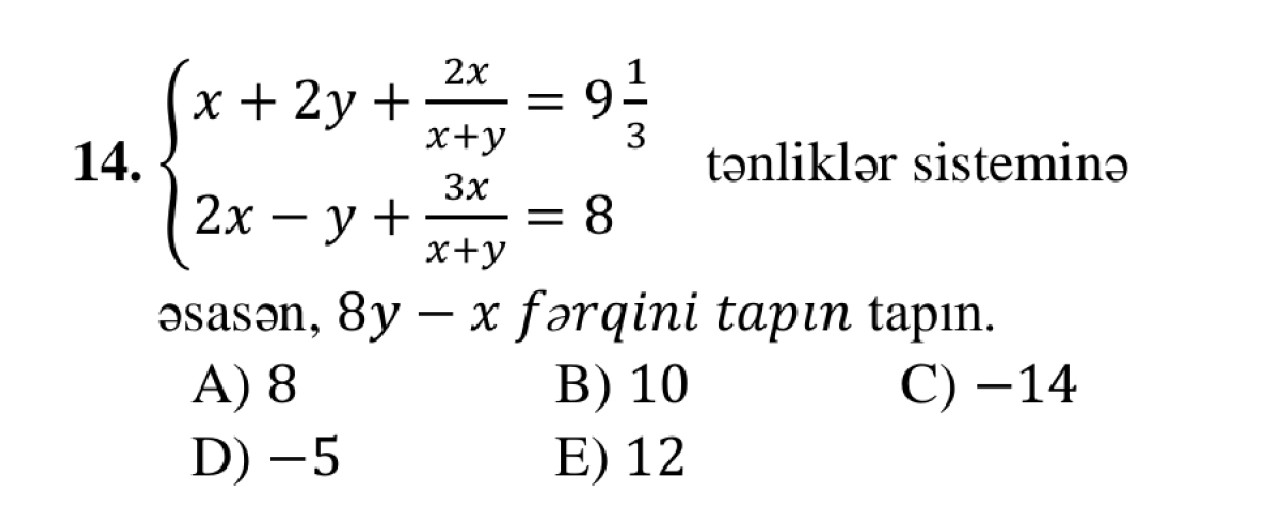 14. { x + 2y + 2x/(x+y) = 9 1/3
2x − y + 3x/(x+y) = 8 tənliklər sisteminə
əsasən, 8y − x fərqini tapın tapın.
A) 8 B) 10 C) −14
D) −5 E) 12